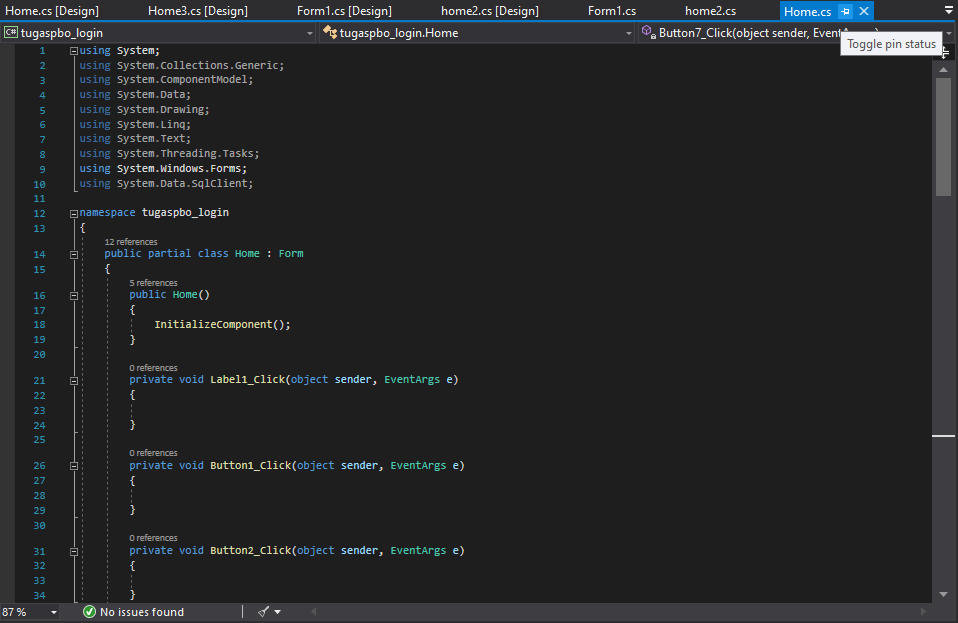 Home.cs [Design] Home3.cs [Design] Form1.cs [Design] home2.cs [Design] Form1.cs home2.cs Home.cs
C# tugaspbo_login tugaspbo_login.Home Button7_Click(object sender, Event
Toggle pin status
1 using System;
2 using System.Collections.Generic;
3 using System.ComponentModel;
4 using System.Data;
5 using System.Drawing;
6 using System.Linq;
7 using System.Text;
8 using System.Threading.Tasks;
9 using System.Windows.Forms;
10 using System.Data.SqlClient;
11
12 namespace tugaspbo_login
13 {
12 references
14 public partial class Home : Form
15 {
5 references
16 public Home()
17 {
18 InitializeComponent();
19 }
20
0 references
21 private void Label1_Click(object sender, EventArgs e)
22 {
23
24 }
25
0 references
26 private void Button1_Click(object sender, EventArgs e)
27 {
28
29 }
30
0 references
31 private void Button2_Click(object sender, EventArgs e)
32 {
33
34 }
87 % No issues found